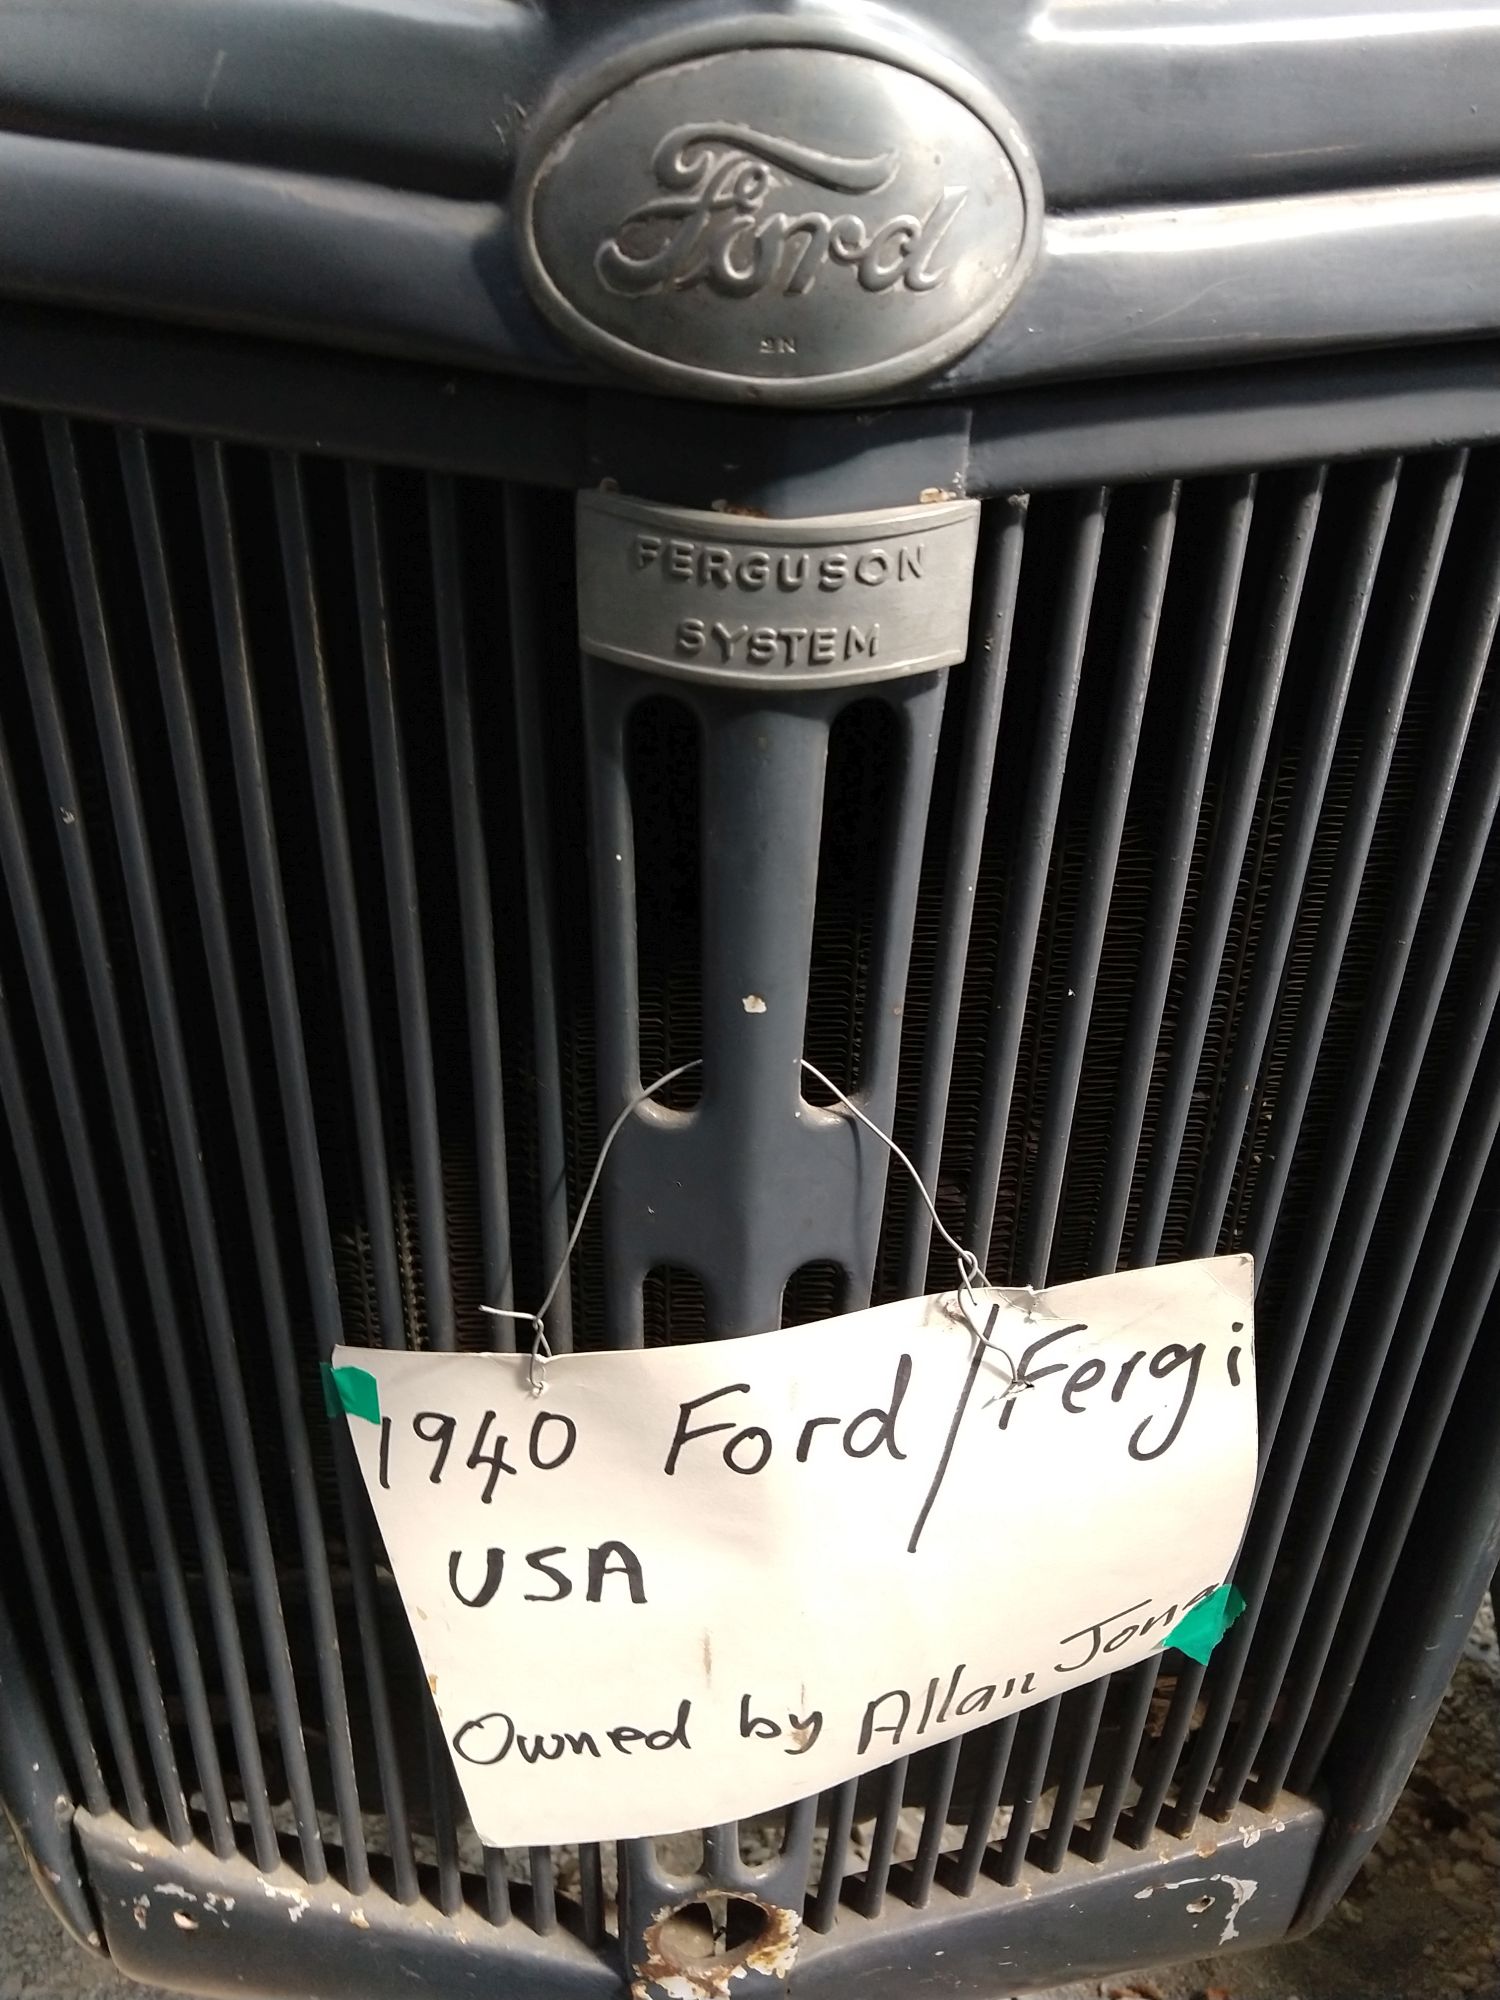 Ford
2N
FERGUSON
SYSTEM
1940 Ford/Fergi
USA
Owned by Allan